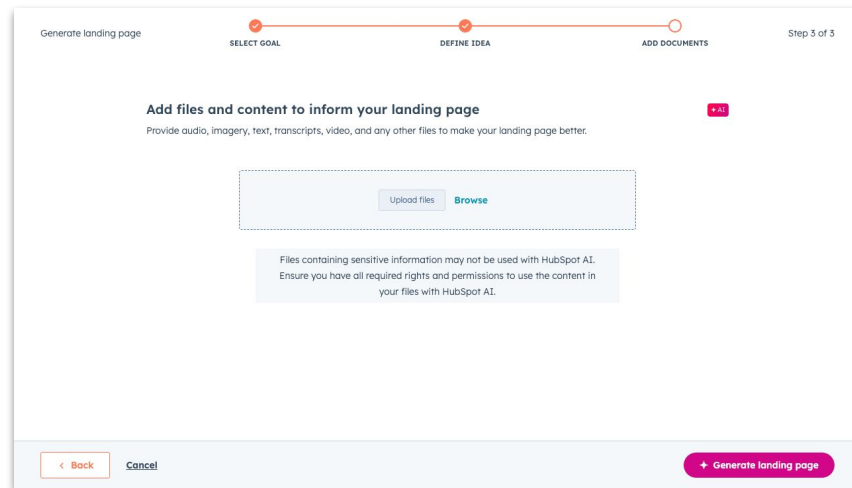 Generate landing page
SELECT GOAL
DEFINE IDEA
ADD DOCUMENTS
Step 3 of 3
Add files and content to inform your landing page
AI
Provide audio, imagery, text, transcripts, video, and any other files to make your landing page better.
Upload files
Browse
Files containing sensitive information may not be used with HubSpot AI.
Ensure you have all required rights and permissions to use the content in
your files with HubSpot AI.
Back
Cancel
Generate landing page